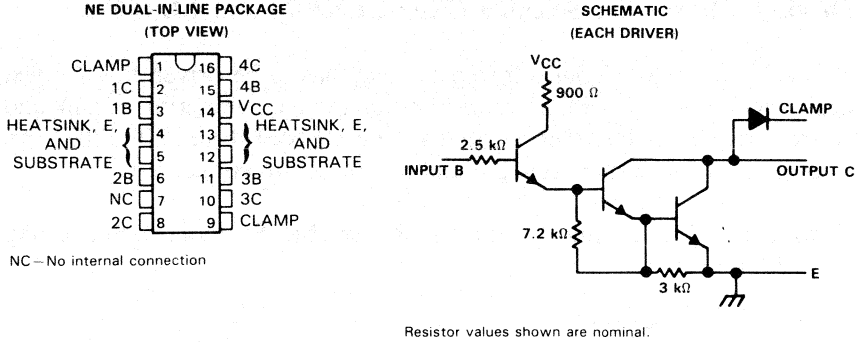 NE DUAL-IN-LINE PACKAGE
(TOP VIEW)
CLAMP 1 16 4C
1C 2 15 4B
1B 3 14 VCC
HEATSINK, E, AND SUBSTRATE 4 13 HEATSINK, E, AND SUBSTRATE
5 12
2B 6 11 3B
NC 7 10 3C
2C 8 9 CLAMP
NC—No internal connection
SCHEMATIC
(EACH DRIVER)
VCC
900 Ω
CLAMP
2.5 kΩ
INPUT B
OUTPUT C
7.2 kΩ
3 kΩ
E
Resistor values shown are nominal.